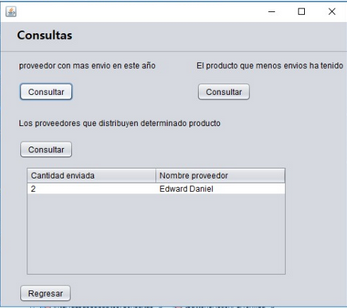 Consultas
proveedor con mas envio en este año
El producto que menos envios ha tenido
Consultar
Consultar
Los proveedores que distribuyen determinado producto
Consultar
Cantidad enviada Nombre proveedor
2 Edward Daniel
Regresar